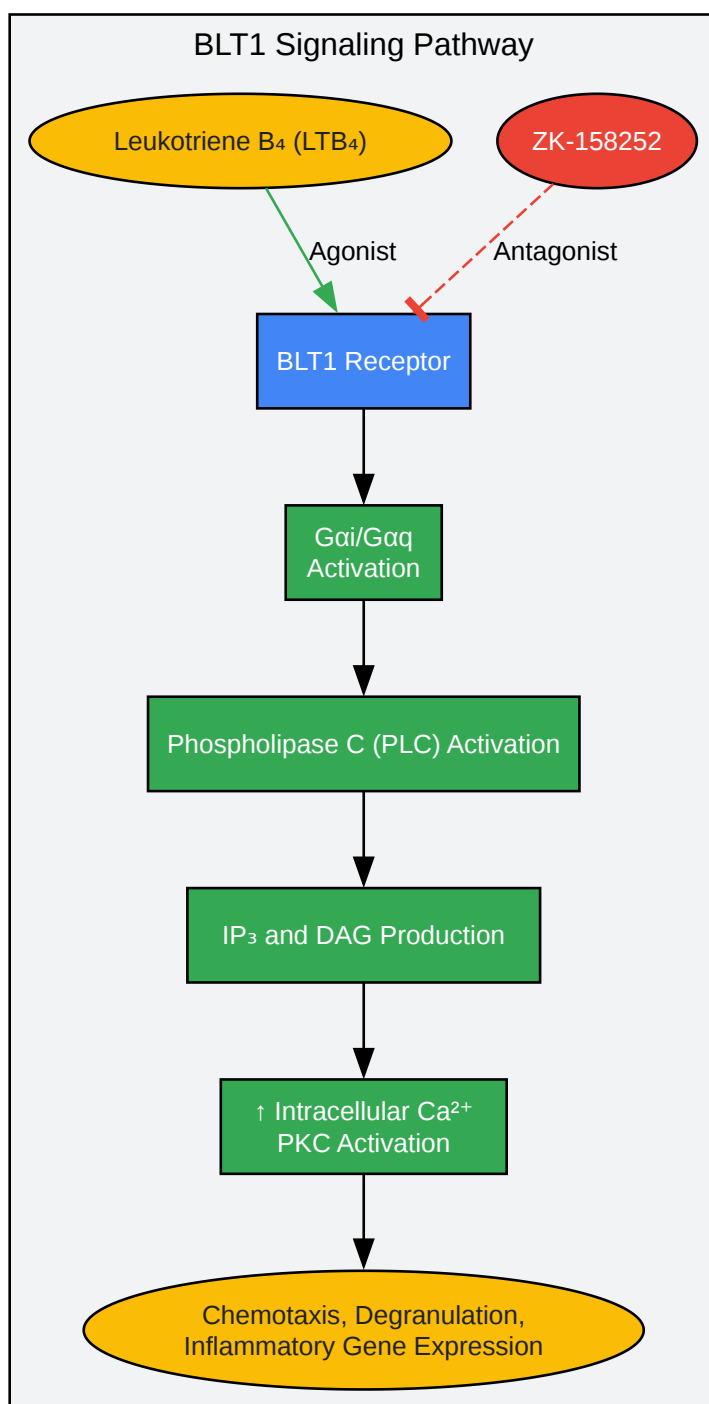 BLT1 Signaling Pathway
Leukotriene B₄ (LTB₄)
ZK-158252
Agonist
Antagonist
BLT1 Receptor
Gαi/Gαq
Activation
Phospholipase C (PLC) Activation
IP₃ and DAG Production
↑ Intracellular Ca²⁺
PKC Activation
Chemotaxis, Degranulation,
Inflammatory Gene Expression